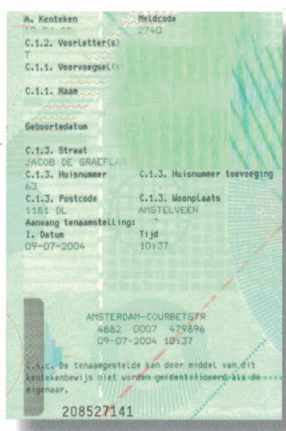 A. Kenteken Meldcode
2740
C.1.2. Voorletter(s)
T
C.1.1. Voorvoegsel(s)
C.1.1. Naam
Geboortedatum
C.1.3. Straat
JACOB DE GRAEFLA
C.1.3. Huisnummer C.1.3. Huisnummer toevoeging
63
C.1.3. Postcode C.1.3. Woonplaats
1181 DL AMSTELVEEN
Aanvang tenaamstelling:
I. Datum Tijd
09-07-2004 10:37
AMSTERDAM-COURBETSTR
4882 0007 479896
09-07-2004 10:37
C.4.c. De tenaamgestelde kan door middel van dit
kentekenbewijs niet worden geïdentificeerd als de
eigenaar.
208527141